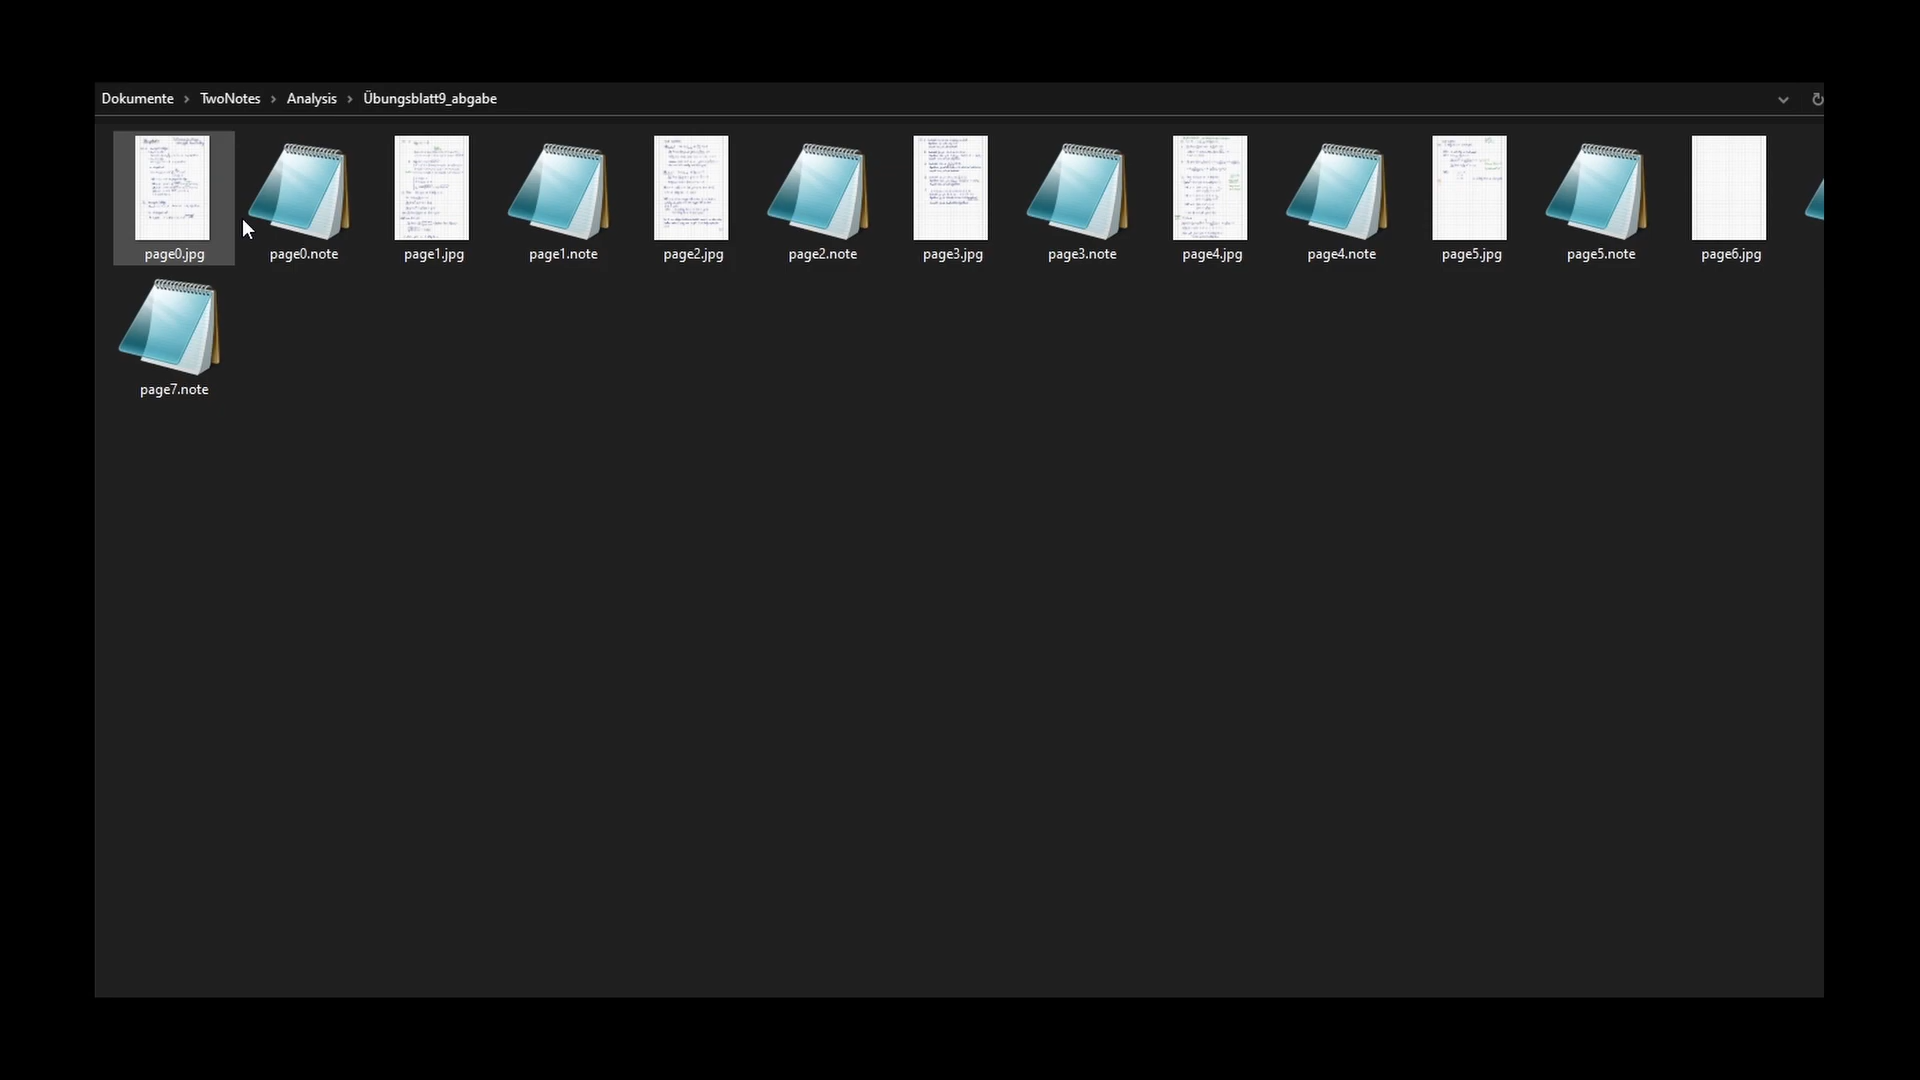 Dokumente > TwoNotes > Analysis > Übungsblatt9_abgabe
page0.jpg page0.note page1.jpg page1.note page2.jpg page2.note page3.jpg page3.note page4.jpg page4.note page5.jpg page5.note page6.jpg
page7.note